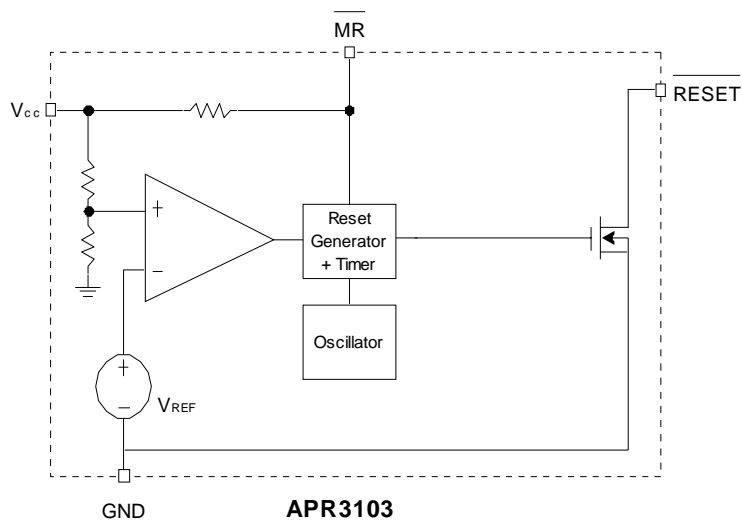 MR
Vcc
RESET
+
−
Reset
Generator
+ Timer
Oscillator
+
−
VREF
GND
APR3103